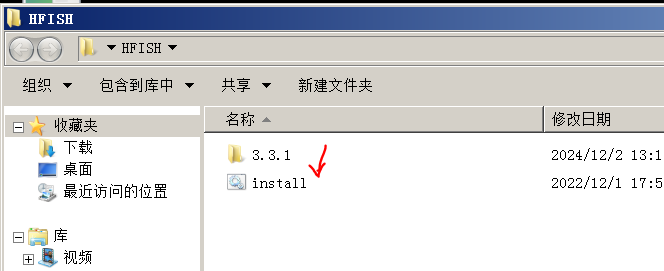 HFISH
HFISH
组织 包含到库中 共享 新建文件夹
名称 修改日期
收藏夹
下载
桌面
最近访问的位置
库
视频
3.3.1 2024/12/2 13:1
install 2022/12/1 17:5